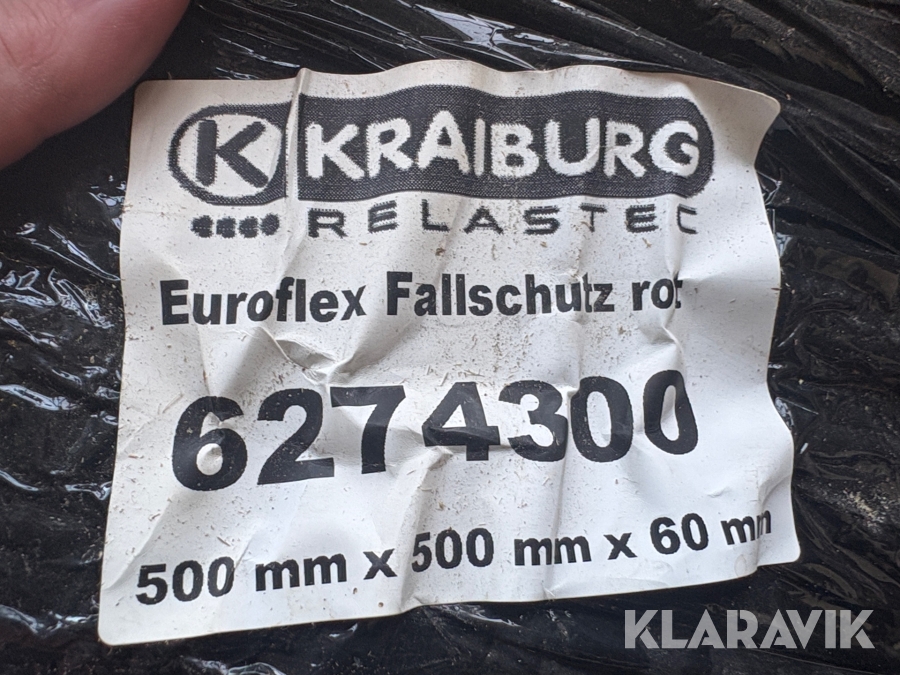 K KRAIBURG
RELASTEC
Euroflex Fallschutz rot
6274300
500 mm x 500 mm x 60 mm
KLARAVIK